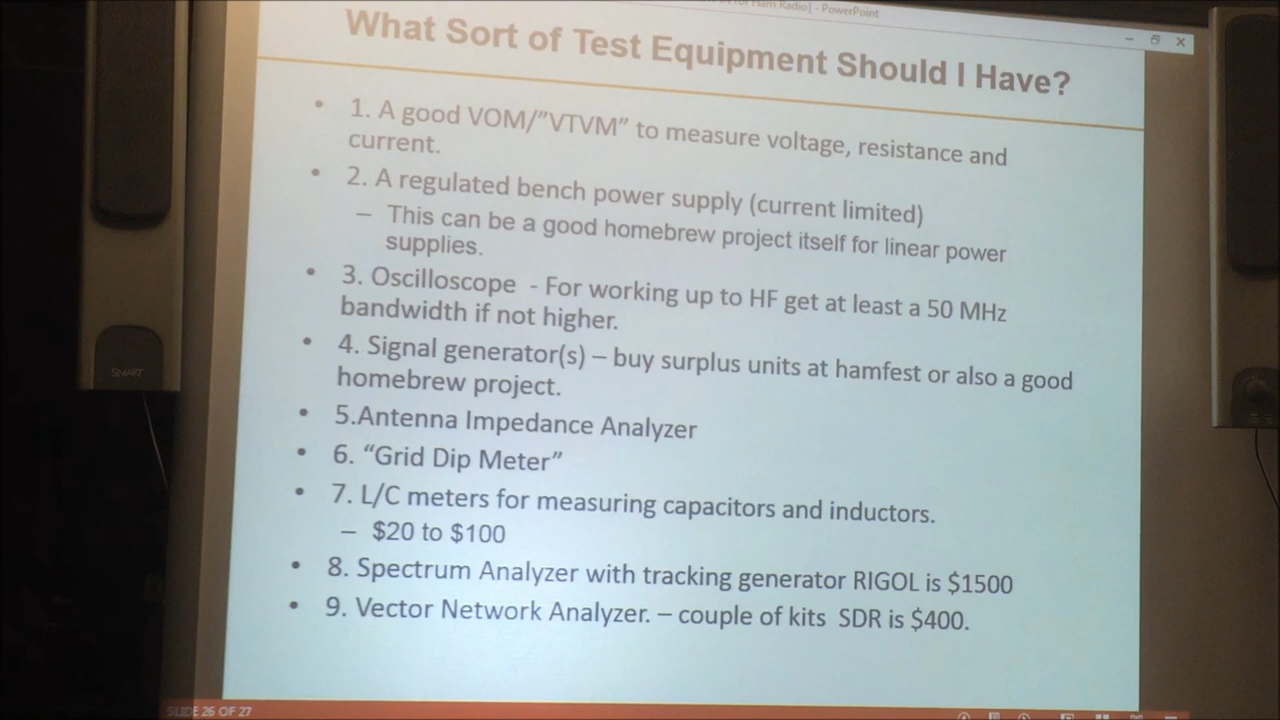 Ham Radio] - PowerPoint
What Sort of Test Equipment Should I Have?
• 1. A good VOM/”VTVM” to measure voltage, resistance and
current.
• 2. A regulated bench power supply (current limited)
– This can be a good homebrew project itself for linear power
supplies.
• 3. Oscilloscope - For working up to HF get at least a 50 MHz
bandwidth if not higher.
• 4. Signal generator(s) – buy surplus units at hamfest or also a good
homebrew project.
• 5.Antenna Impedance Analyzer
• 6. “Grid Dip Meter”
• 7. L/C meters for measuring capacitors and inductors.
– $20 to $100
• 8. Spectrum Analyzer with tracking generator RIGOL is $1500
• 9. Vector Network Analyzer. – couple of kits SDR is $400.
SMART
SLIDE 26 OF 27